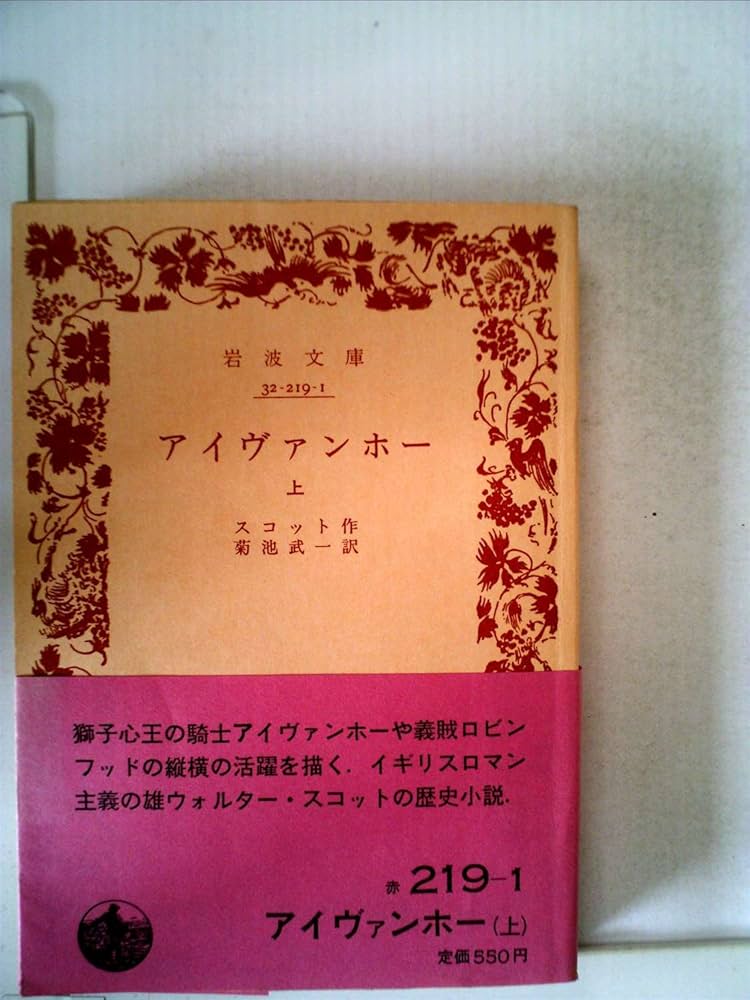 岩波文庫
32-219-1
アイヴァンホー
上
スコット作
菊池武一訳
獅子心王の騎士アイヴァンホーや義賊ロビン
フッドの縦横の活躍を描く．イギリスロマン
主義の雄ウォルター・スコットの歴史小説．
赤 219-1
アイヴァンホー(上)
定価550円